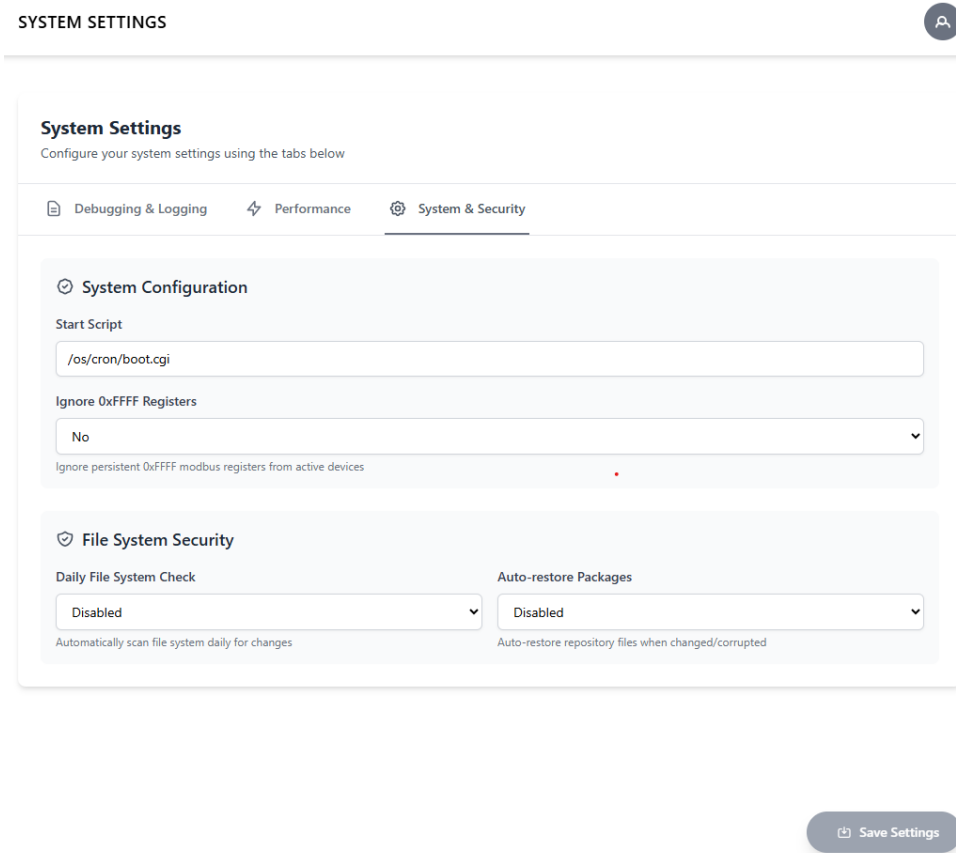 SYSTEM SETTINGS
System Settings
Configure your system settings using the tabs below
Debugging & Logging
Performance
System & Security
System Configuration
Start Script
/os/cron/boot.cgi
Ignore 0xFFFF Registers
No
Ignore persistent 0xFFFF modbus registers from active devices
File System Security
Daily File System Check
Disabled
Automatically scan file system daily for changes
Auto-restore Packages
Disabled
Auto-restore repository files when changed/corrupted
Save Settings